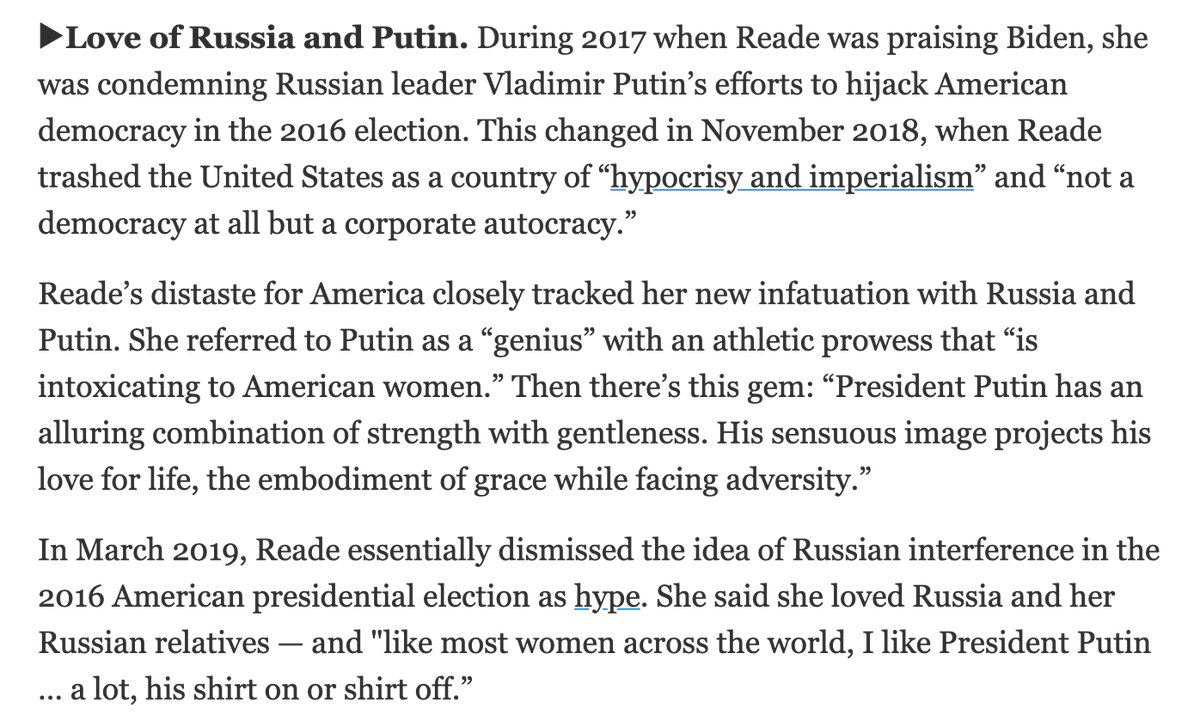 ▶Love of Russia and Putin. During 2017 when Reade was praising Biden, she
was condemning Russian leader Vladimir Putin’s efforts to hijack American
democracy in the 2016 election. This changed in November 2018, when Reade
trashed the United States as a country of “hypocrisy and imperialism” and “not a
democracy at all but a corporate autocracy.”
Reade’s distaste for America closely tracked her new infatuation with Russia and
Putin. She referred to Putin as a “genius” with an athletic prowess that “is
intoxicating to American women.” Then there’s this gem: “President Putin has an
alluring combination of strength with gentleness. His sensuous image projects his
love for life, the embodiment of grace while facing adversity.”
In March 2019, Reade essentially dismissed the idea of Russian interference in the
2016 American presidential election as hype. She said she loved Russia and her
Russian relatives — and "like most women across the world, I like President Putin
... a lot, his shirt on or shirt off.”